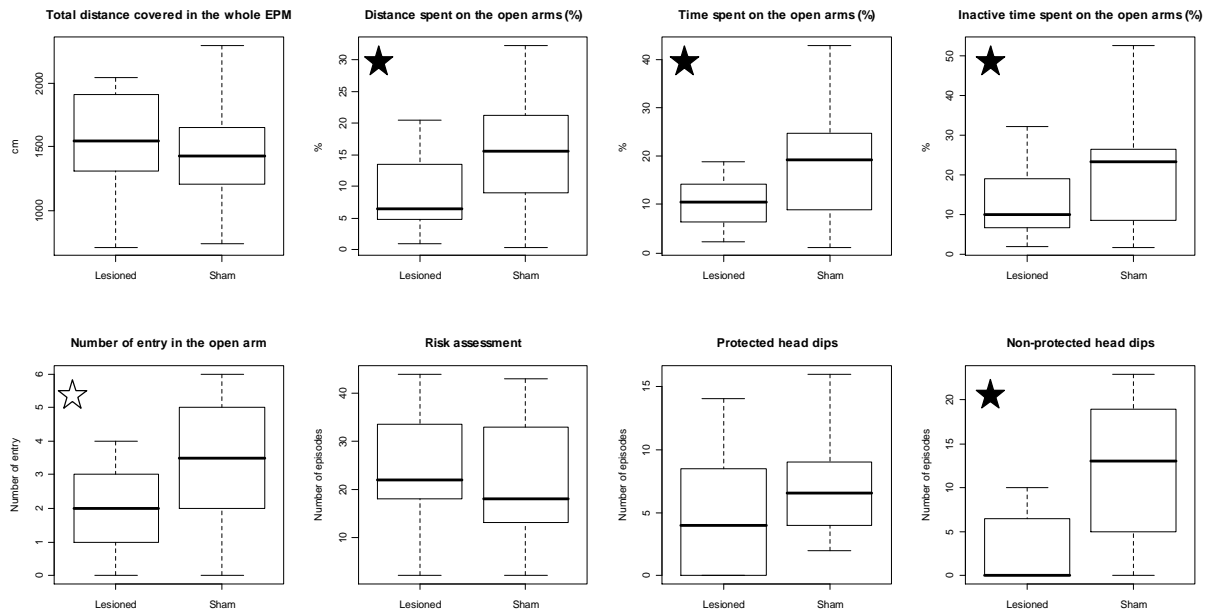 Total distance covered in the whole EPM
cm
2000
1500
1000
Lesioned Sham
Distance spent on the open arms (%)
%
30
25
20
15
10
5
0
Lesioned Sham
Time spent on the open arms (%)
%
40
30
20
10
0
Lesioned Sham
Inactive time spent on the open arms (%)
%
50
40
30
20
10
0
Lesioned Sham
Number of entry in the open arm
Number of entry
6
5
4
3
2
1
0
Lesioned Sham
Risk assessment
Number of episodes
40
30
20
10
Lesioned Sham
Protected head dips
Number of episodes
15
10
5
0
Lesioned Sham
Non-protected head dips
Number of episodes
20
15
10
5
0
Lesioned Sham